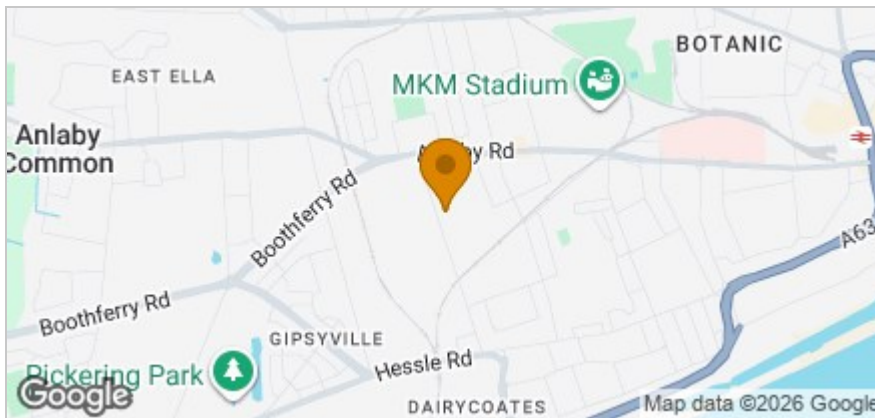 BOTANIC
EAST ELLA
MKM Stadium
Anlaby
Common
Rd
Boothferry Rd
A63
Boothferry Rd
GIPSYVILLE
Hessle Rd
Pickering Park
DAIRYCOATES
Google
Map data ©2026 Google